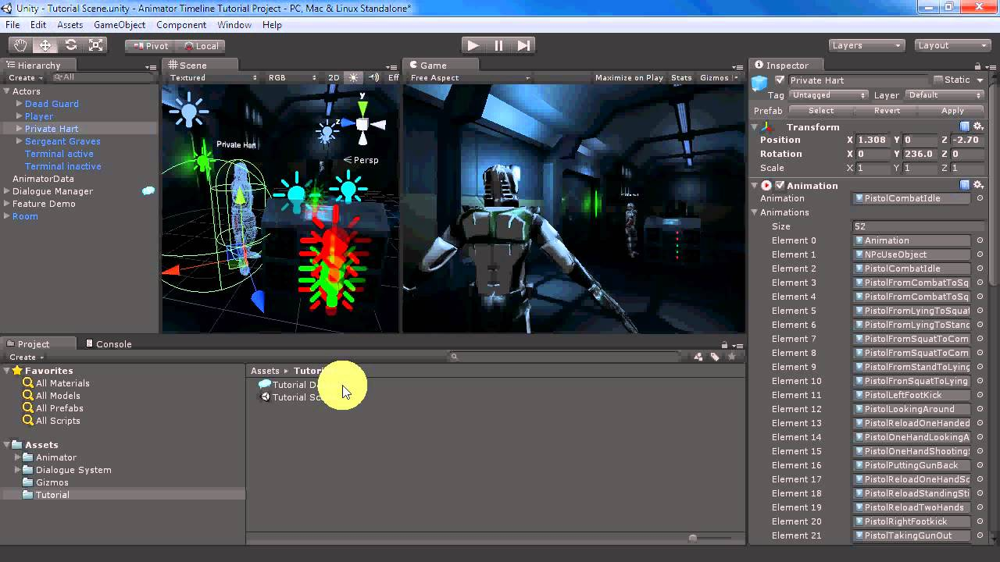 Unity - Tutorial Scene.unity - Animator Timeline Tutorial Project - PC, Mac & Linux Standalone*
File Edit Assets GameObject Component Window Help
Pivot Local Layers Layout
Hierarchy
Create All
Actors
Dead Guard
Player
Private Hart
Sergeant Graves
Terminal active
Terminal inactive
AnimatorData
Dialogue Manager
Feature Demo
Room
Scene
Textured RGB 2D Eff
Private Hart
y
z
Persp
Game
Free Aspect Maximize on Play Stats Gizmos
Inspector
Private Hart Static
Tag Untagged Layer Default
Prefab Select Revert Apply
Transform
Position X 1.308 Y 0 Z -2.70
Rotation X 0 Y 236.0 Z 0
Scale X 1 Y 1 Z 1
Animation
Animation PistolCombatIdle
Animations
Size 52
Element 0 Animation
Element 1 NPcUseObject
Element 2 PistolCombatIdle
Element 3 PistolFromCombatToSq
Element 4 PistolFromCombatToSq
Element 5 PistolFromLyingToSquat
Element 6 PistolFromLyingToStand
Element 7 PistolFromSquatToCom
Element 8 PistolFromSquatToCom
Element 9 PistolFromStandToLying
Element 10 PistolFronSquatToLying
Element 11 PistolLeftFootKick
Element 12 PistolLookingAround
Element 13 PistolReloadOneHanded
Element 14 PistolOneHandLookingA
Element 15 PistolOneHandShooting
Element 16 PistolPuttingGunBack
Element 17 PistolReloadOneHandSc
Element 18 PistolReloadStandingSti
Element 19 PistolReloadTwoHands
Element 20 PistolRightFootkick
Element 21 PistolTakingGunOut
Project Console
Create
Favorites
All Materials
All Models
All Prefabs
All Scripts
Assets
Animator
Dialogue System
Gizmos
Tutorial
Assets Tutori
Tutorial D
Tutorial Sc